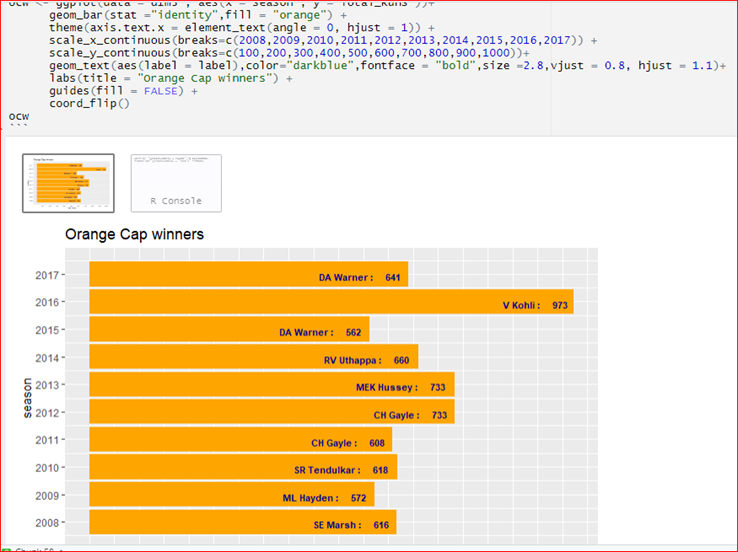 ocw <- ggplot(data = dims , aes(x = season , y = Total_Runs ))+
geom_bar(stat ="identity",fill = "orange") +
theme(axis.text.x = element_text(angle = 0, hjust = 1)) +
scale_x_continuous(breaks=c(2008,2009,2010,2011,2012,2013,2014,2015,2016,2017)) +
scale_y_continuous(breaks=c(100,200,300,400,500,600,700,800,900,1000))+
geom_text(aes(label = label),color="darkblue",fontface = "bold",size =2.8,vjust = 0.8, hjust = 1.1)+
labs(title = "Orange Cap winners") +
guides(fill = FALSE) +
coord_flip()
ocw
```
R Console
Orange Cap winners
season
2017 DA Warner : 641
2016 V Kohli : 973
2015 DA Warner : 562
2014 RV Uthappa : 660
2013 MEK Hussey : 733
2012 CH Gayle : 733
2011 CH Gayle : 608
2010 SR Tendulkar : 618
2009 ML Hayden : 572
2008 SE Marsh : 616